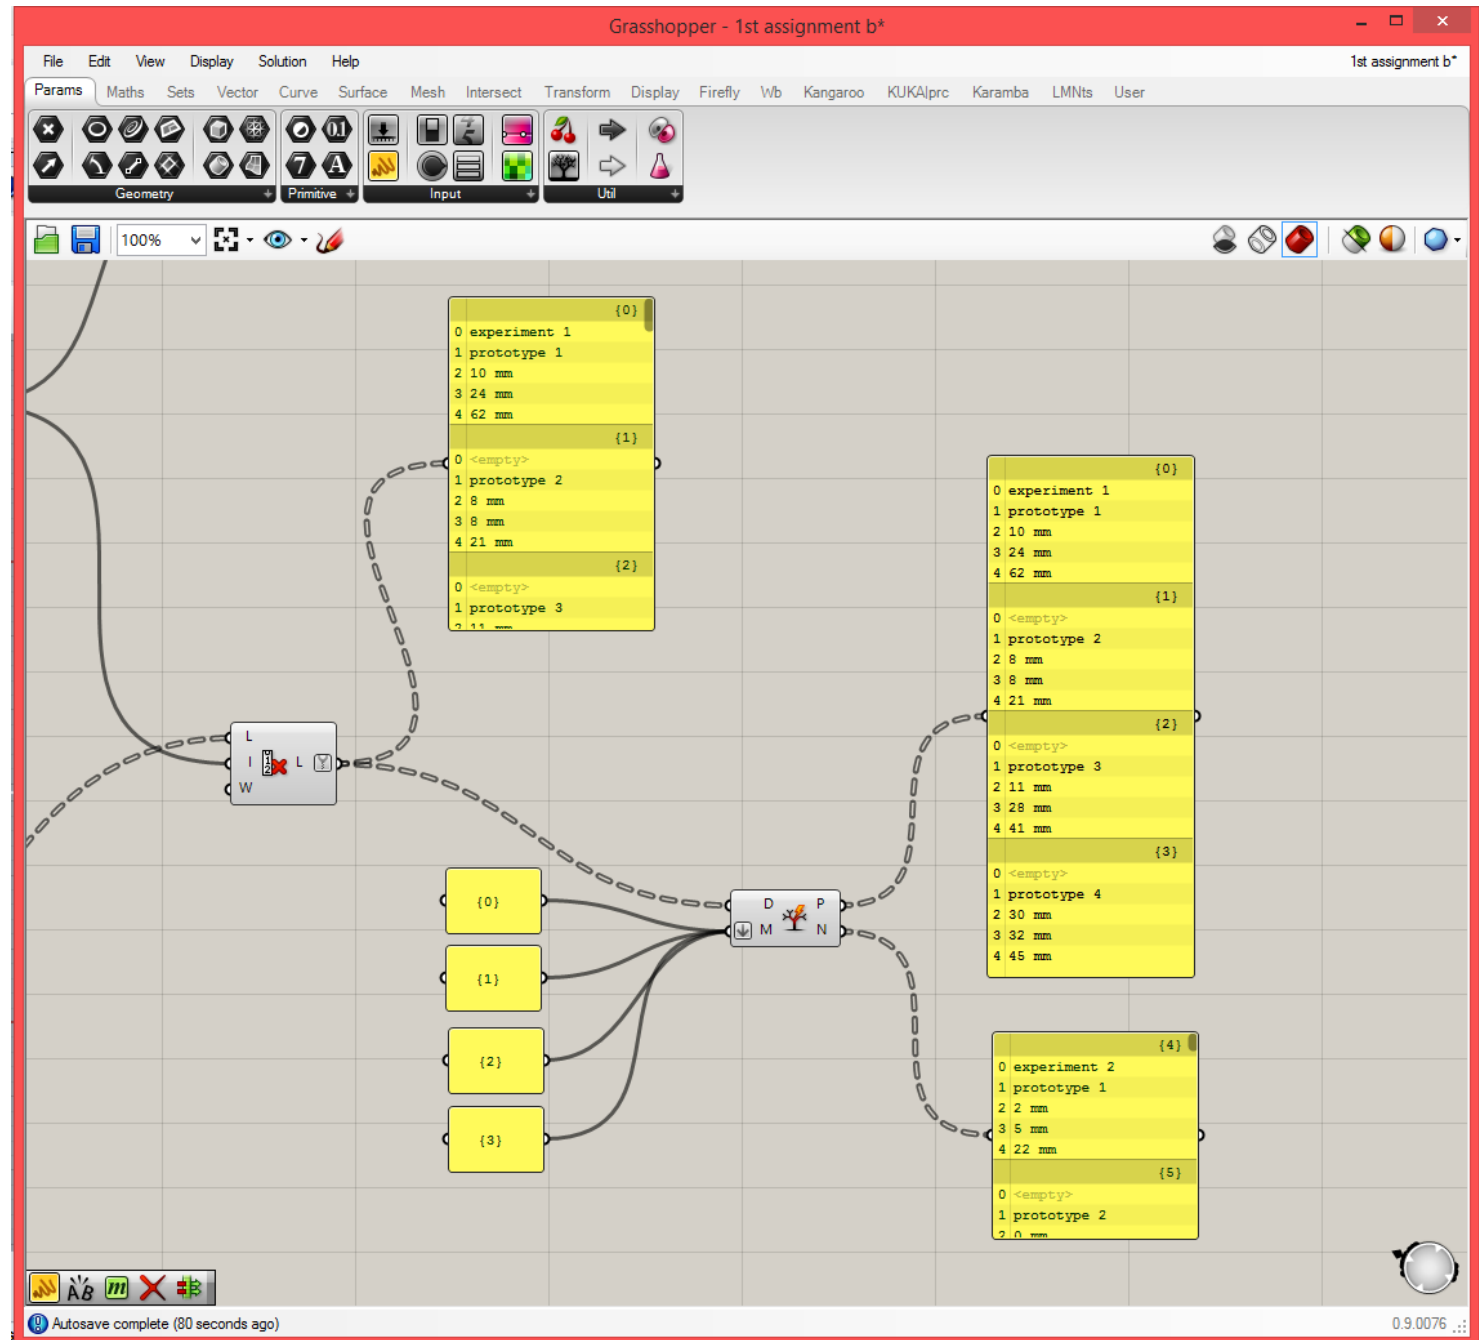 Grasshopper - 1st assignment b*
File Edit View Display Solution Help 1st assignment b*
Params Maths Sets Vector Curve Surface Mesh Intersect Transform Display Firefly Wb Kangaroo KUKA|prc Karamba LMNts User
Geometry Primitive Input Util
100%
{0}
0 experiment 1
1 prototype 1
2 10 mm
3 24 mm
4 62 mm
{1}
0 <empty>
1 prototype 2
2 8 mm
3 8 mm
4 21 mm
{2}
0 <empty>
1 prototype 3
2 11 mm
{0}
0 experiment 1
1 prototype 1
2 10 mm
3 24 mm
4 62 mm
{1}
0 <empty>
1 prototype 2
2 8 mm
3 8 mm
4 21 mm
{2}
0 <empty>
1 prototype 3
2 11 mm
3 28 mm
4 41 mm
{3}
0 <empty>
1 prototype 4
2 30 mm
3 32 mm
4 45 mm
L
I L
W
{0}
{1}
{2}
{3}
D P
M N
{4}
0 experiment 2
1 prototype 1
2 2 mm
3 5 mm
4 22 mm
{5}
0 <empty>
1 prototype 2
2 0 mm
Autosave complete (80 seconds ago) 0.9.0076